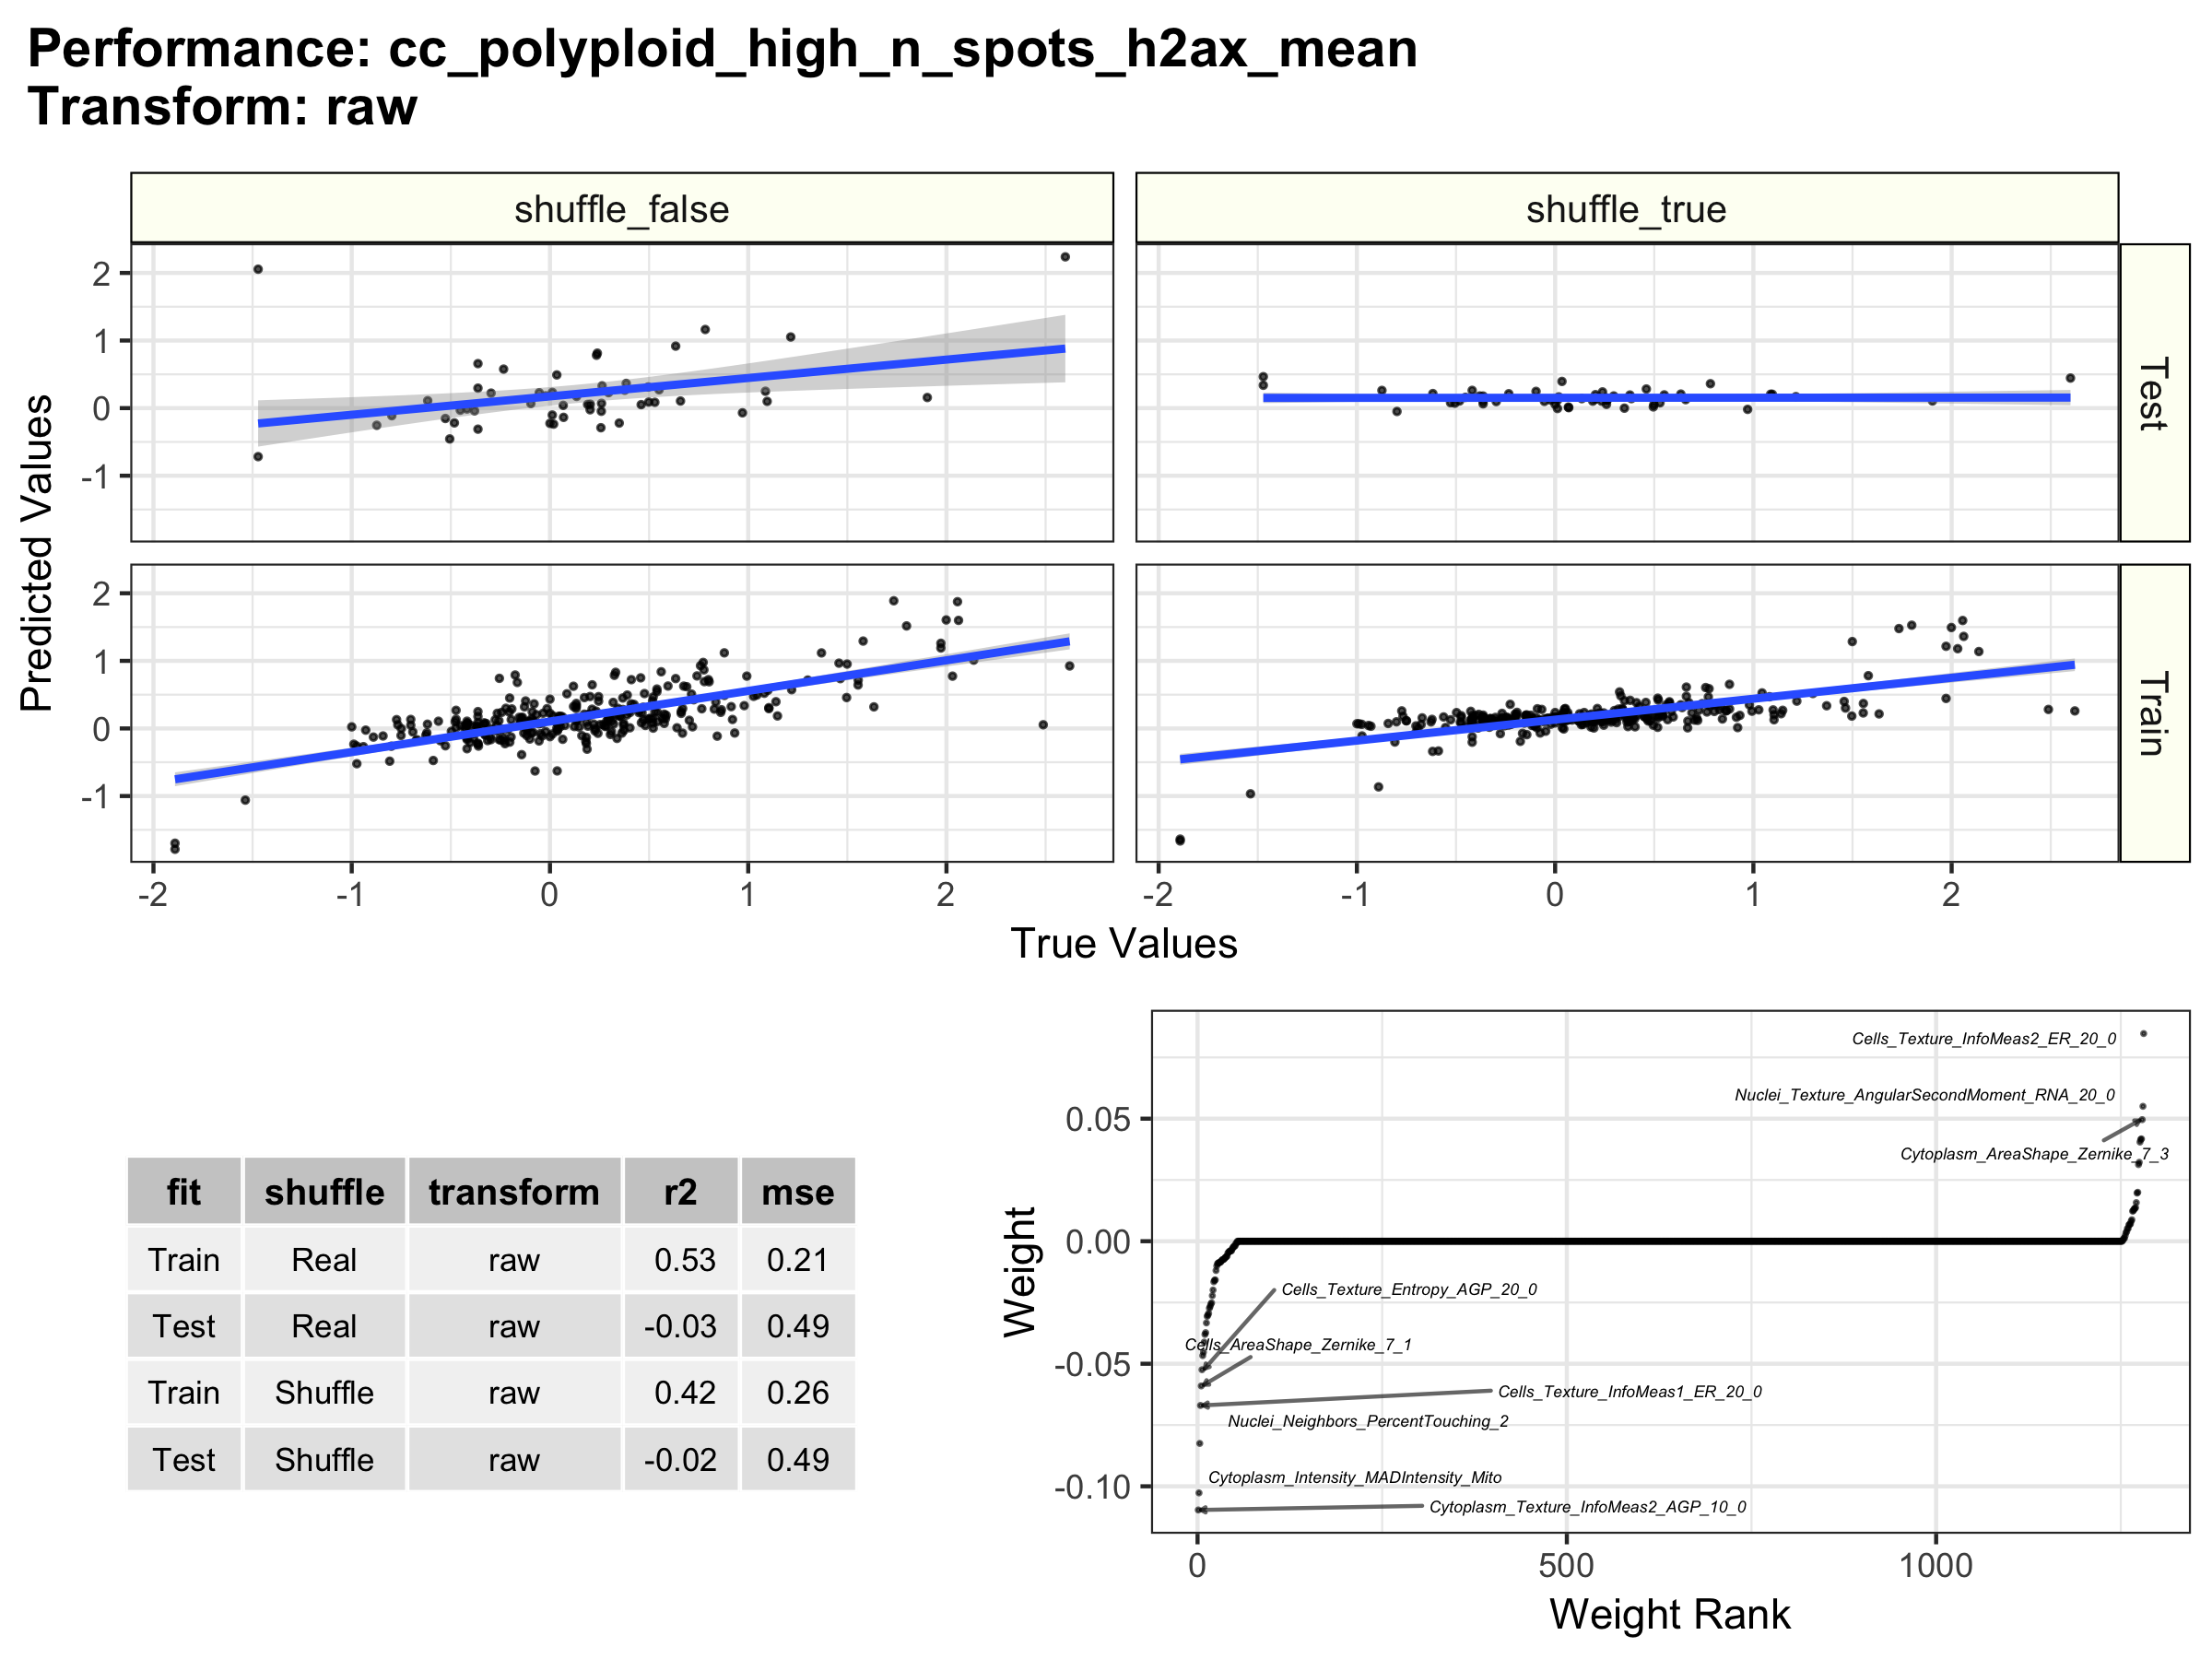 Performance: cc_polyploid_high_n_spots_h2ax_mean
Transform: raw
shuffle_false
shuffle_true
Predicted Values
2
1
0
-1
Test
2
1
0
-1
Train
-2
-1
0
1
2
-2
-1
0
1
2
True Values
fit shuffle transform r2 mse
Train Real raw 0.53 0.21
Test Real raw -0.03 0.49
Train Shuffle raw 0.42 0.26
Test Shuffle raw -0.02 0.49
Weight
0.05
0.00
-0.05
-0.10
Cells_Texture_InfoMeas2_ER_20_0
Nuclei_Texture_AngularSecondMoment_RNA_20_0
Cytoplasm_AreaShape_Zernike_7_3
Cells_Texture_Entropy_AGP_20_0
Cells_AreaShape_Zernike_7_1
Cells_Texture_InfoMeas1_ER_20_0
Nuclei_Neighbors_PercentTouching_2
Cytoplasm_Intensity_MADIntensity_Mito
Cytoplasm_Texture_InfoMeas2_AGP_10_0
0
500
1000
Weight Rank